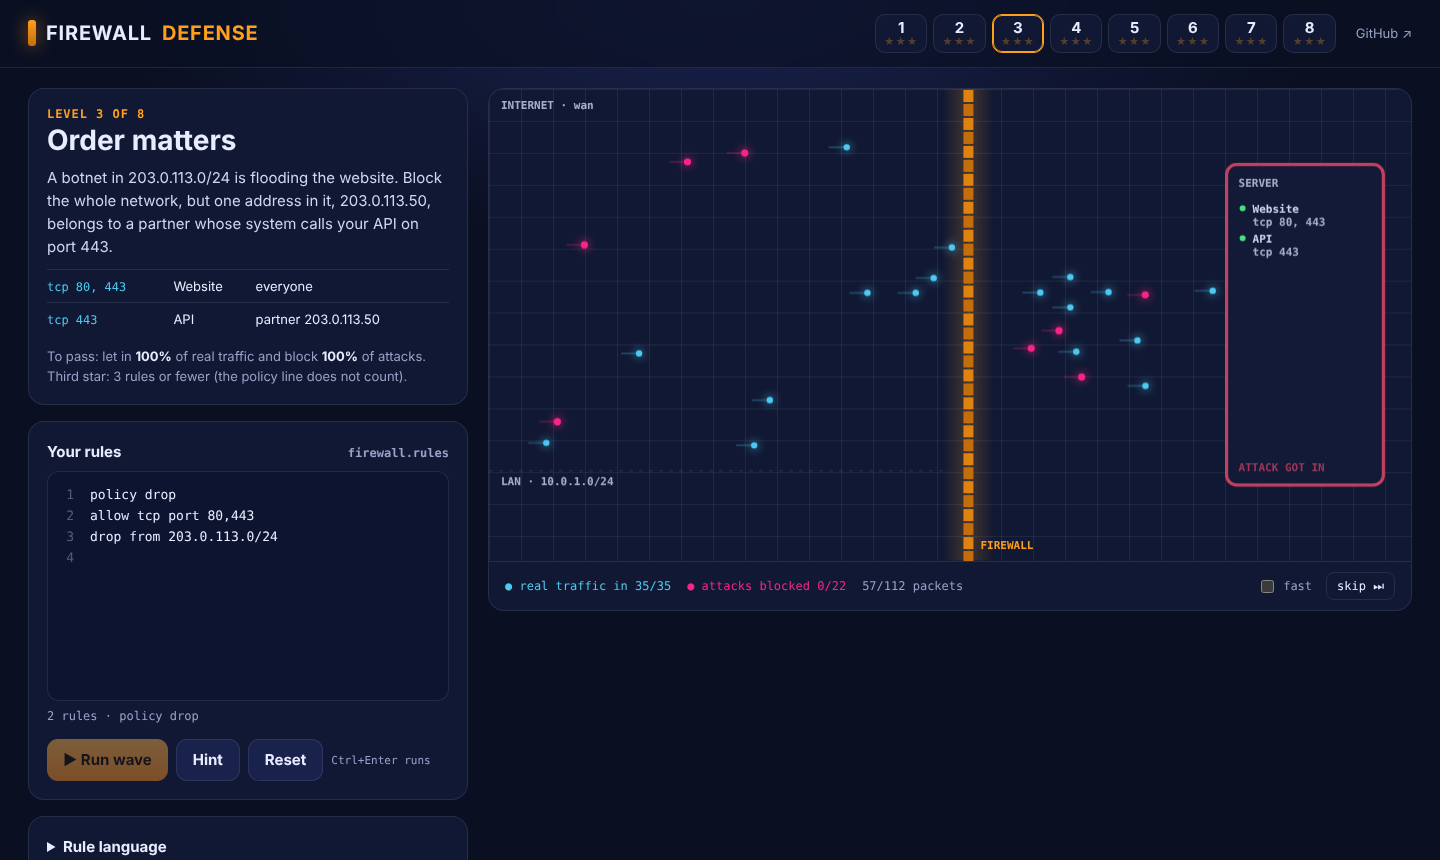 FIREWALL DEFENSE
1 ★★★
2 ★★★
3 ★★★
4 ★★★
5 ★★★
6 ★★★
7 ★★★
8 ★★★
GitHub ↗
LEVEL 3 OF 8
Order matters
A botnet in 203.0.113.0/24 is flooding the website. Block
the whole network, but one address in it, 203.0.113.50,
belongs to a partner whose system calls your API on
port 443.
tcp 80, 443 Website everyone
tcp 443 API partner 203.0.113.50
To pass: let in 100% of real traffic and block 100% of attacks.
Third star: 3 rules or fewer (the policy line does not count).
Your rules
firewall.rules
1 policy drop
2 allow tcp port 80,443
3 drop from 203.0.113.0/24
4
2 rules · policy drop
▶ Run wave
Hint
Reset
Ctrl+Enter runs
▶ Rule language
INTERNET · wan
LAN · 10.0.1.0/24
FIREWALL
SERVER
Website
tcp 80, 443
API
tcp 443
ATTACK GOT IN
● real traffic in 35/35
● attacks blocked 0/22
57/112 packets
fast
skip ⏭